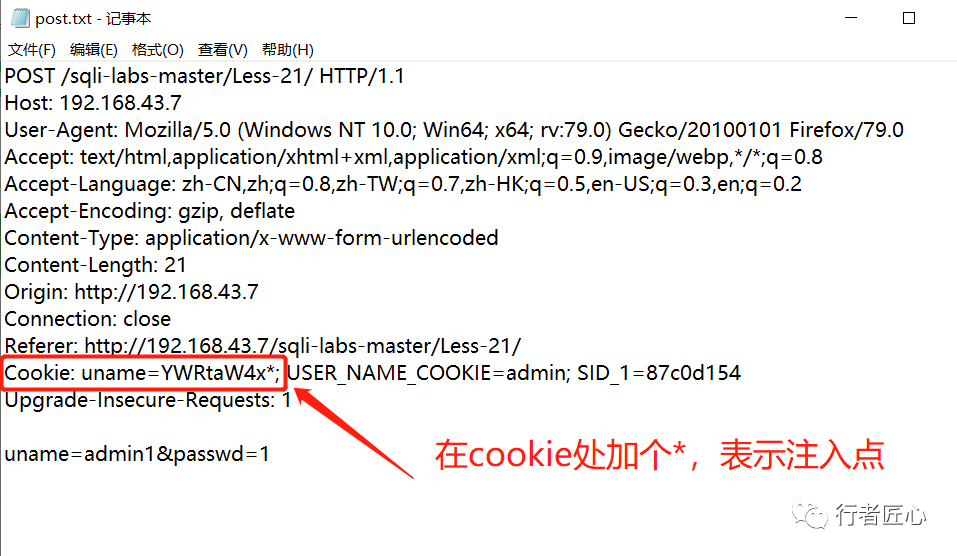 post.txt - 记事本
文件(F) 编辑(E) 格式(O) 查看(V) 帮助(H)
POST /sqli-labs-master/Less-21/ HTTP/1.1
Host: 192.168.43.7
User-Agent: Mozilla/5.0 (Windows NT 10.0; Win64; x64; rv:79.0) Gecko/20100101 Firefox/79.0
Accept: text/html,application/xhtml+xml,application/xml;q=0.9,image/webp,*/*;q=0.8
Accept-Language: zh-CN,zh;q=0.8,zh-TW;q=0.7,zh-HK;q=0.5,en-US;q=0.3,en;q=0.2
Accept-Encoding: gzip, deflate
Content-Type: application/x-www-form-urlencoded
Content-Length: 21
Origin: http://192.168.43.7
Connection: close
Referer: http://192.168.43.7/sqli-labs-master/Less-21/
Cookie: uname=YWRtaW4x*; USER_NAME_COOKIE=admin; SID_1=87c0d154
Upgrade-Insecure-Requests: 1
uname=admin1&passwd=1
在cookie处加个*，表示注入点
行者匠心